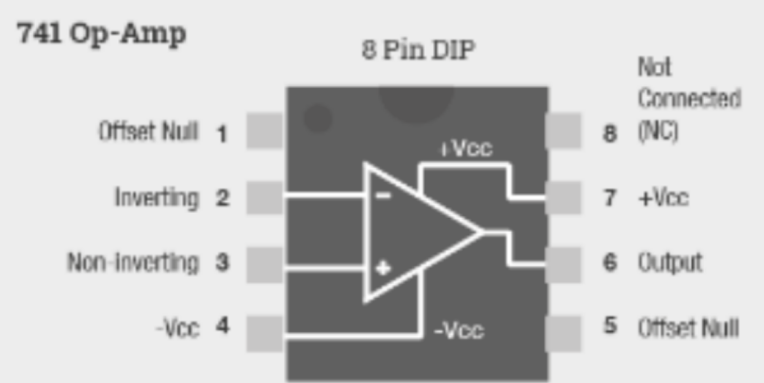 741 Op-Amp
8 Pin DIP
Not
Connected
Offset Null 1
8 (NC)
+Vcc
Inverting 2
−
7 +Vcc
Non-Inverting 3
+
6 Output
-Vcc 4
-Vcc
5 Offset Null